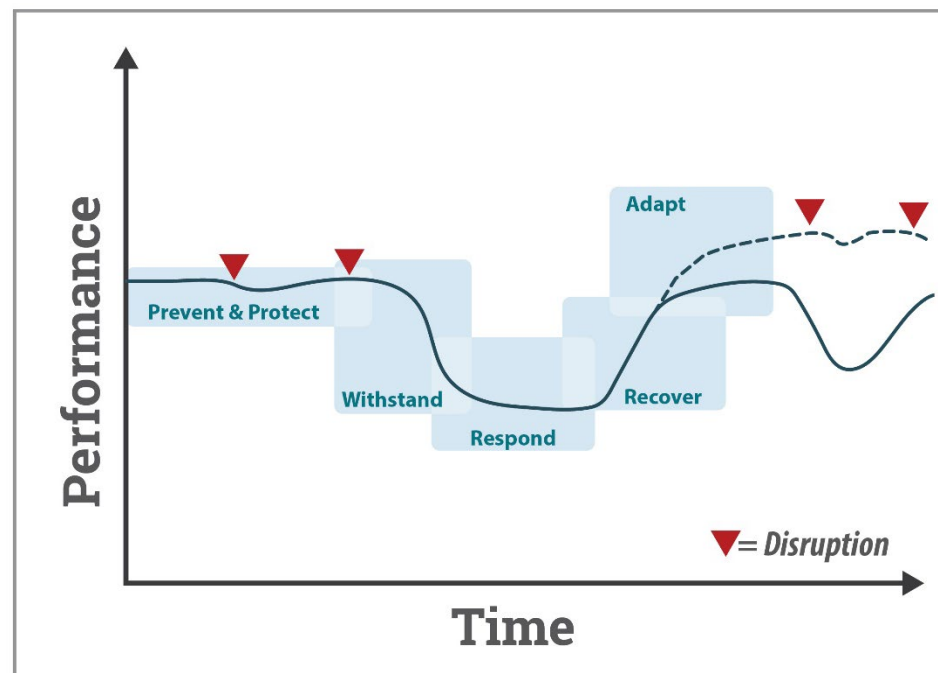 Performance
Adapt
Prevent & Protect
Withstand
Recover
Respond
= Disruption
Time